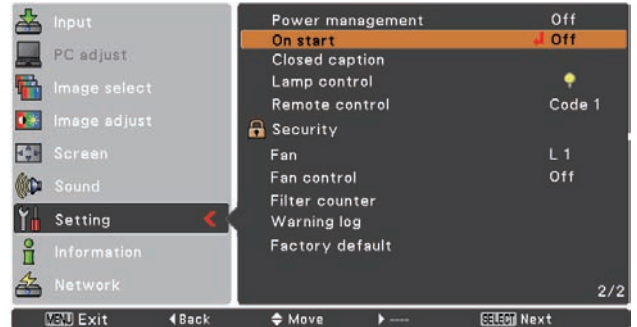 Input
PC adjust
Image select
Image adjust
Screen
Sound
Setting
Information
Network
Power management Off
On start Off
Closed caption
Lamp control
Remote control Code 1
Security
Fan L 1
Fan control Off
Filter counter
Warning log
Factory default
2/2
MENU Exit Back Move ---- SELECT Next